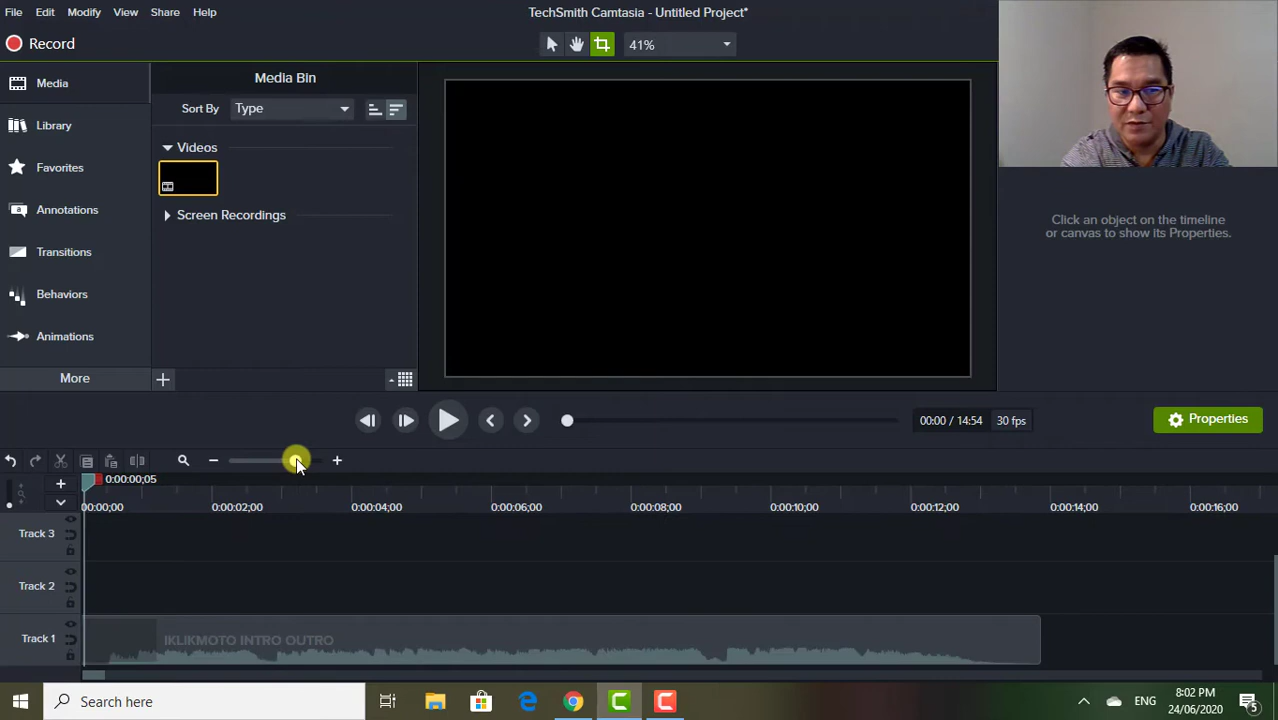 File Edit Modify View Share Help
TechSmith Camtasia - Untitled Project*
Record
41%
Media
Library
Favorites
Annotations
Transitions
Behaviors
Animations
More
Media Bin
Sort By Type
Videos
Screen Recordings
Click an object on the timeline
or canvas to show its Properties.
00:00 / 14:54 30 fps
Properties
0:00:00;05
00:00;00 0:00:02;00 0:00:04;00 0:00:06;00 0:00:08;00 0:00:10;00 0:00:12;00 0:00:14;00 0:00:16;00
Track 3
Track 2
Track 1
IKLIKMOTO INTRO OUTRO
Search here
ENG
8:02 PM
24/06/2020
5